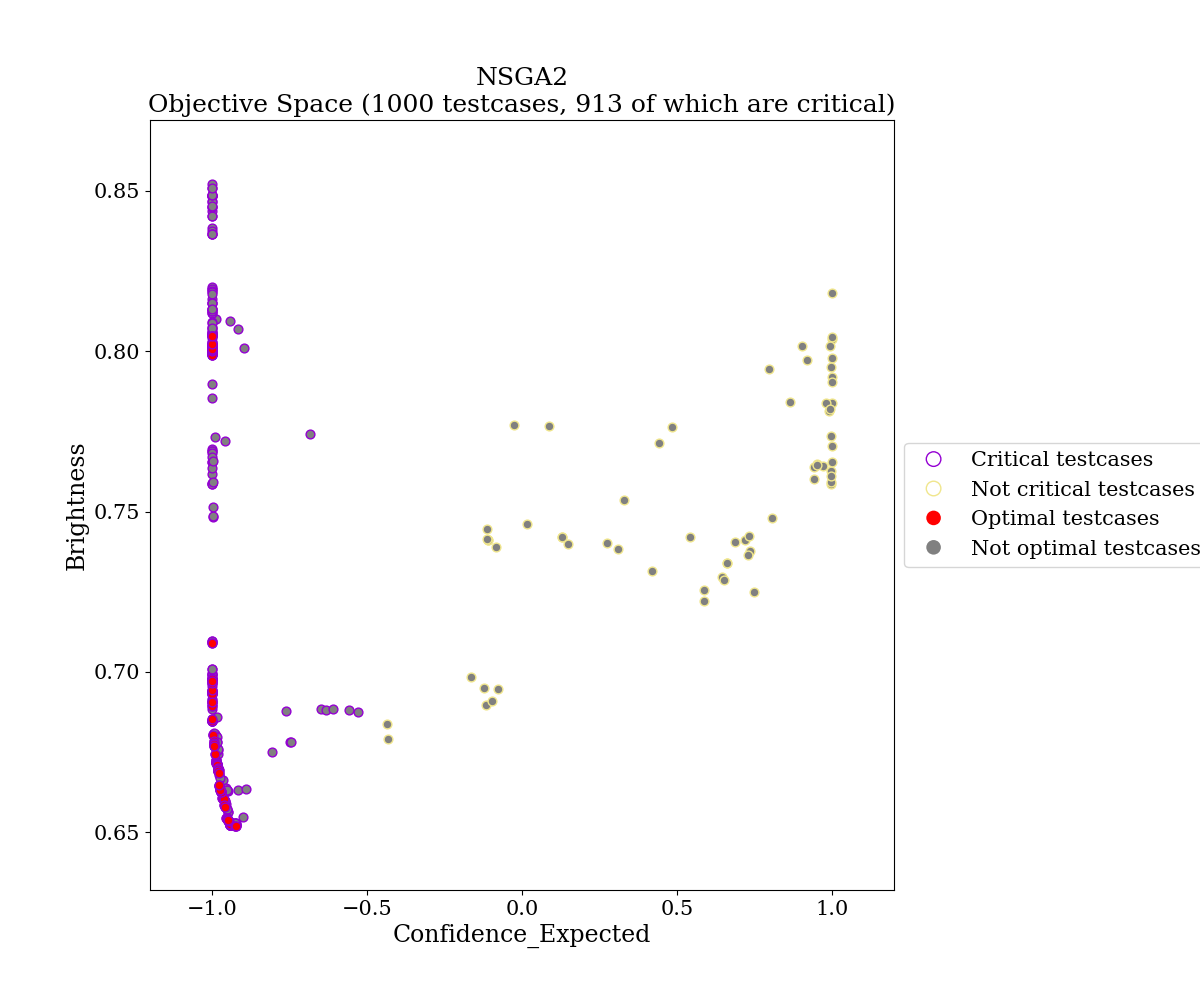 NSGA2
Objective Space (1000 testcases, 913 of which are critical)
0.85
0.80
0.75
0.70
0.65
Brightness
−1.0
−0.5
0.0
0.5
1.0
Confidence_Expected
Critical testcases
Not critical testcases
Optimal testcases
Not optimal testcases